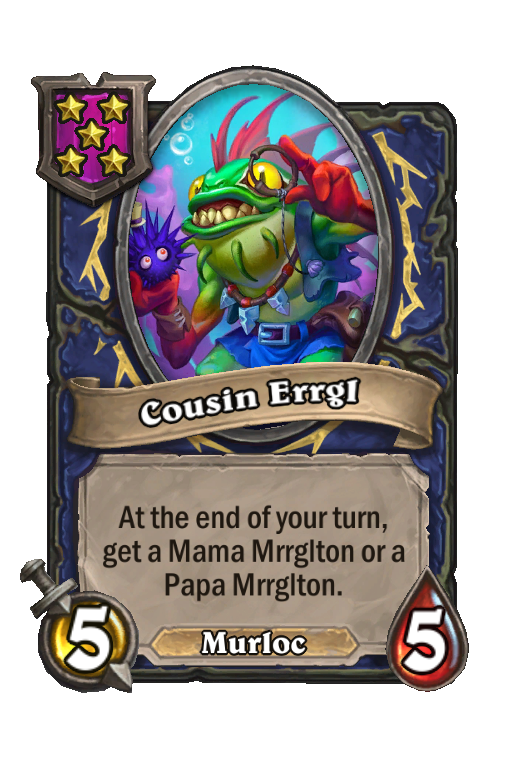 Cousin Errgl
At the end of your turn,
get a Mama Mrrglton or a
Papa Mrrglton.
5
Murloc
5